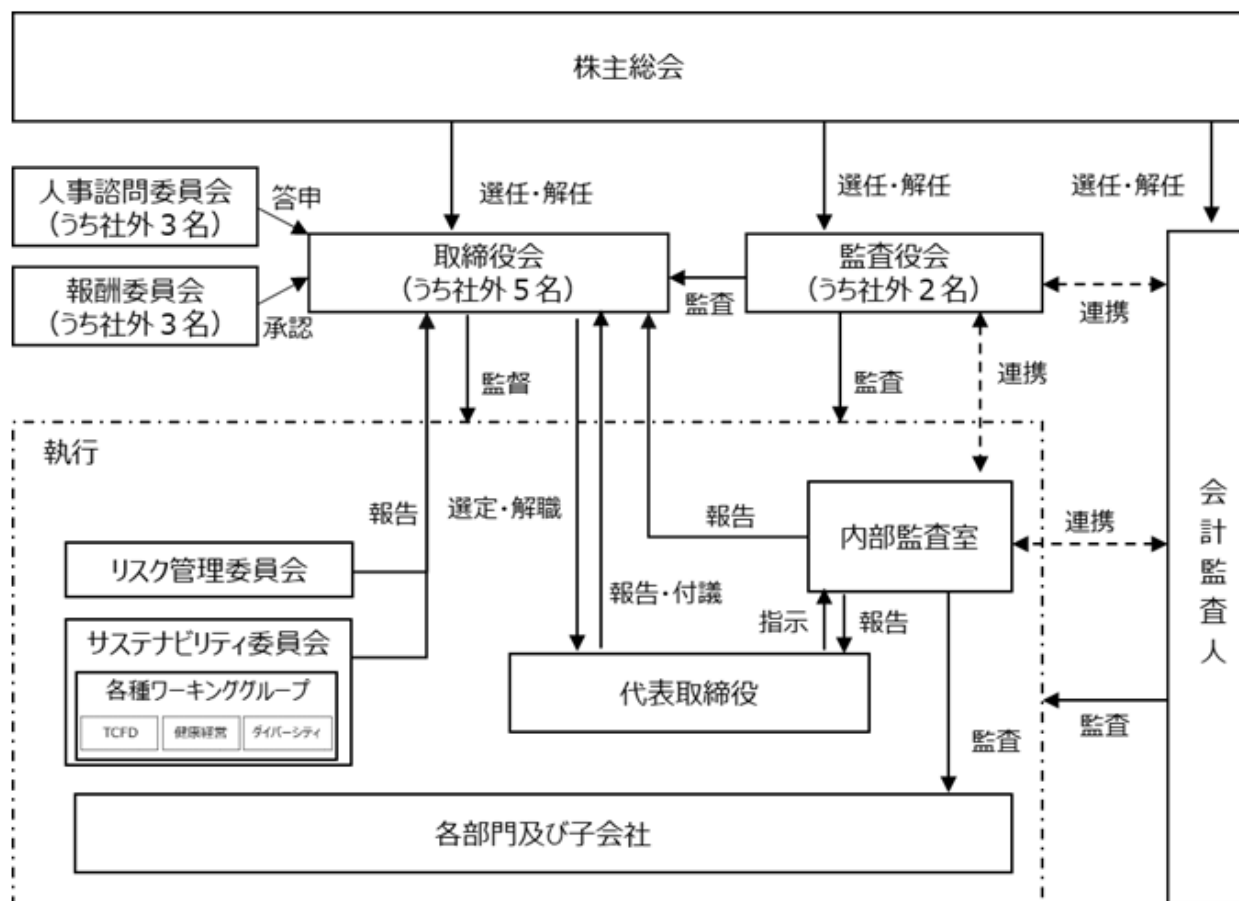 株主総会
選任・解任
選任・解任
選任・解任
人事諮問委員会
(うち社外3名)
答申
報酬委員会
(うち社外3名)
承認
取締役会
(うち社外5名)
監査
監査役会
(うち社外2名)
連携
監督
監査
連携
執行
報告
選定・解職
報告
内部監査室
連携
会計監査人
リスク管理委員会
報告・付議
指示
報告
サステナビリティ委員会
各種ワーキンググループ
TCFD
健康経営
ダイバーシティ
代表取締役
監査
監査
各部門及び子会社